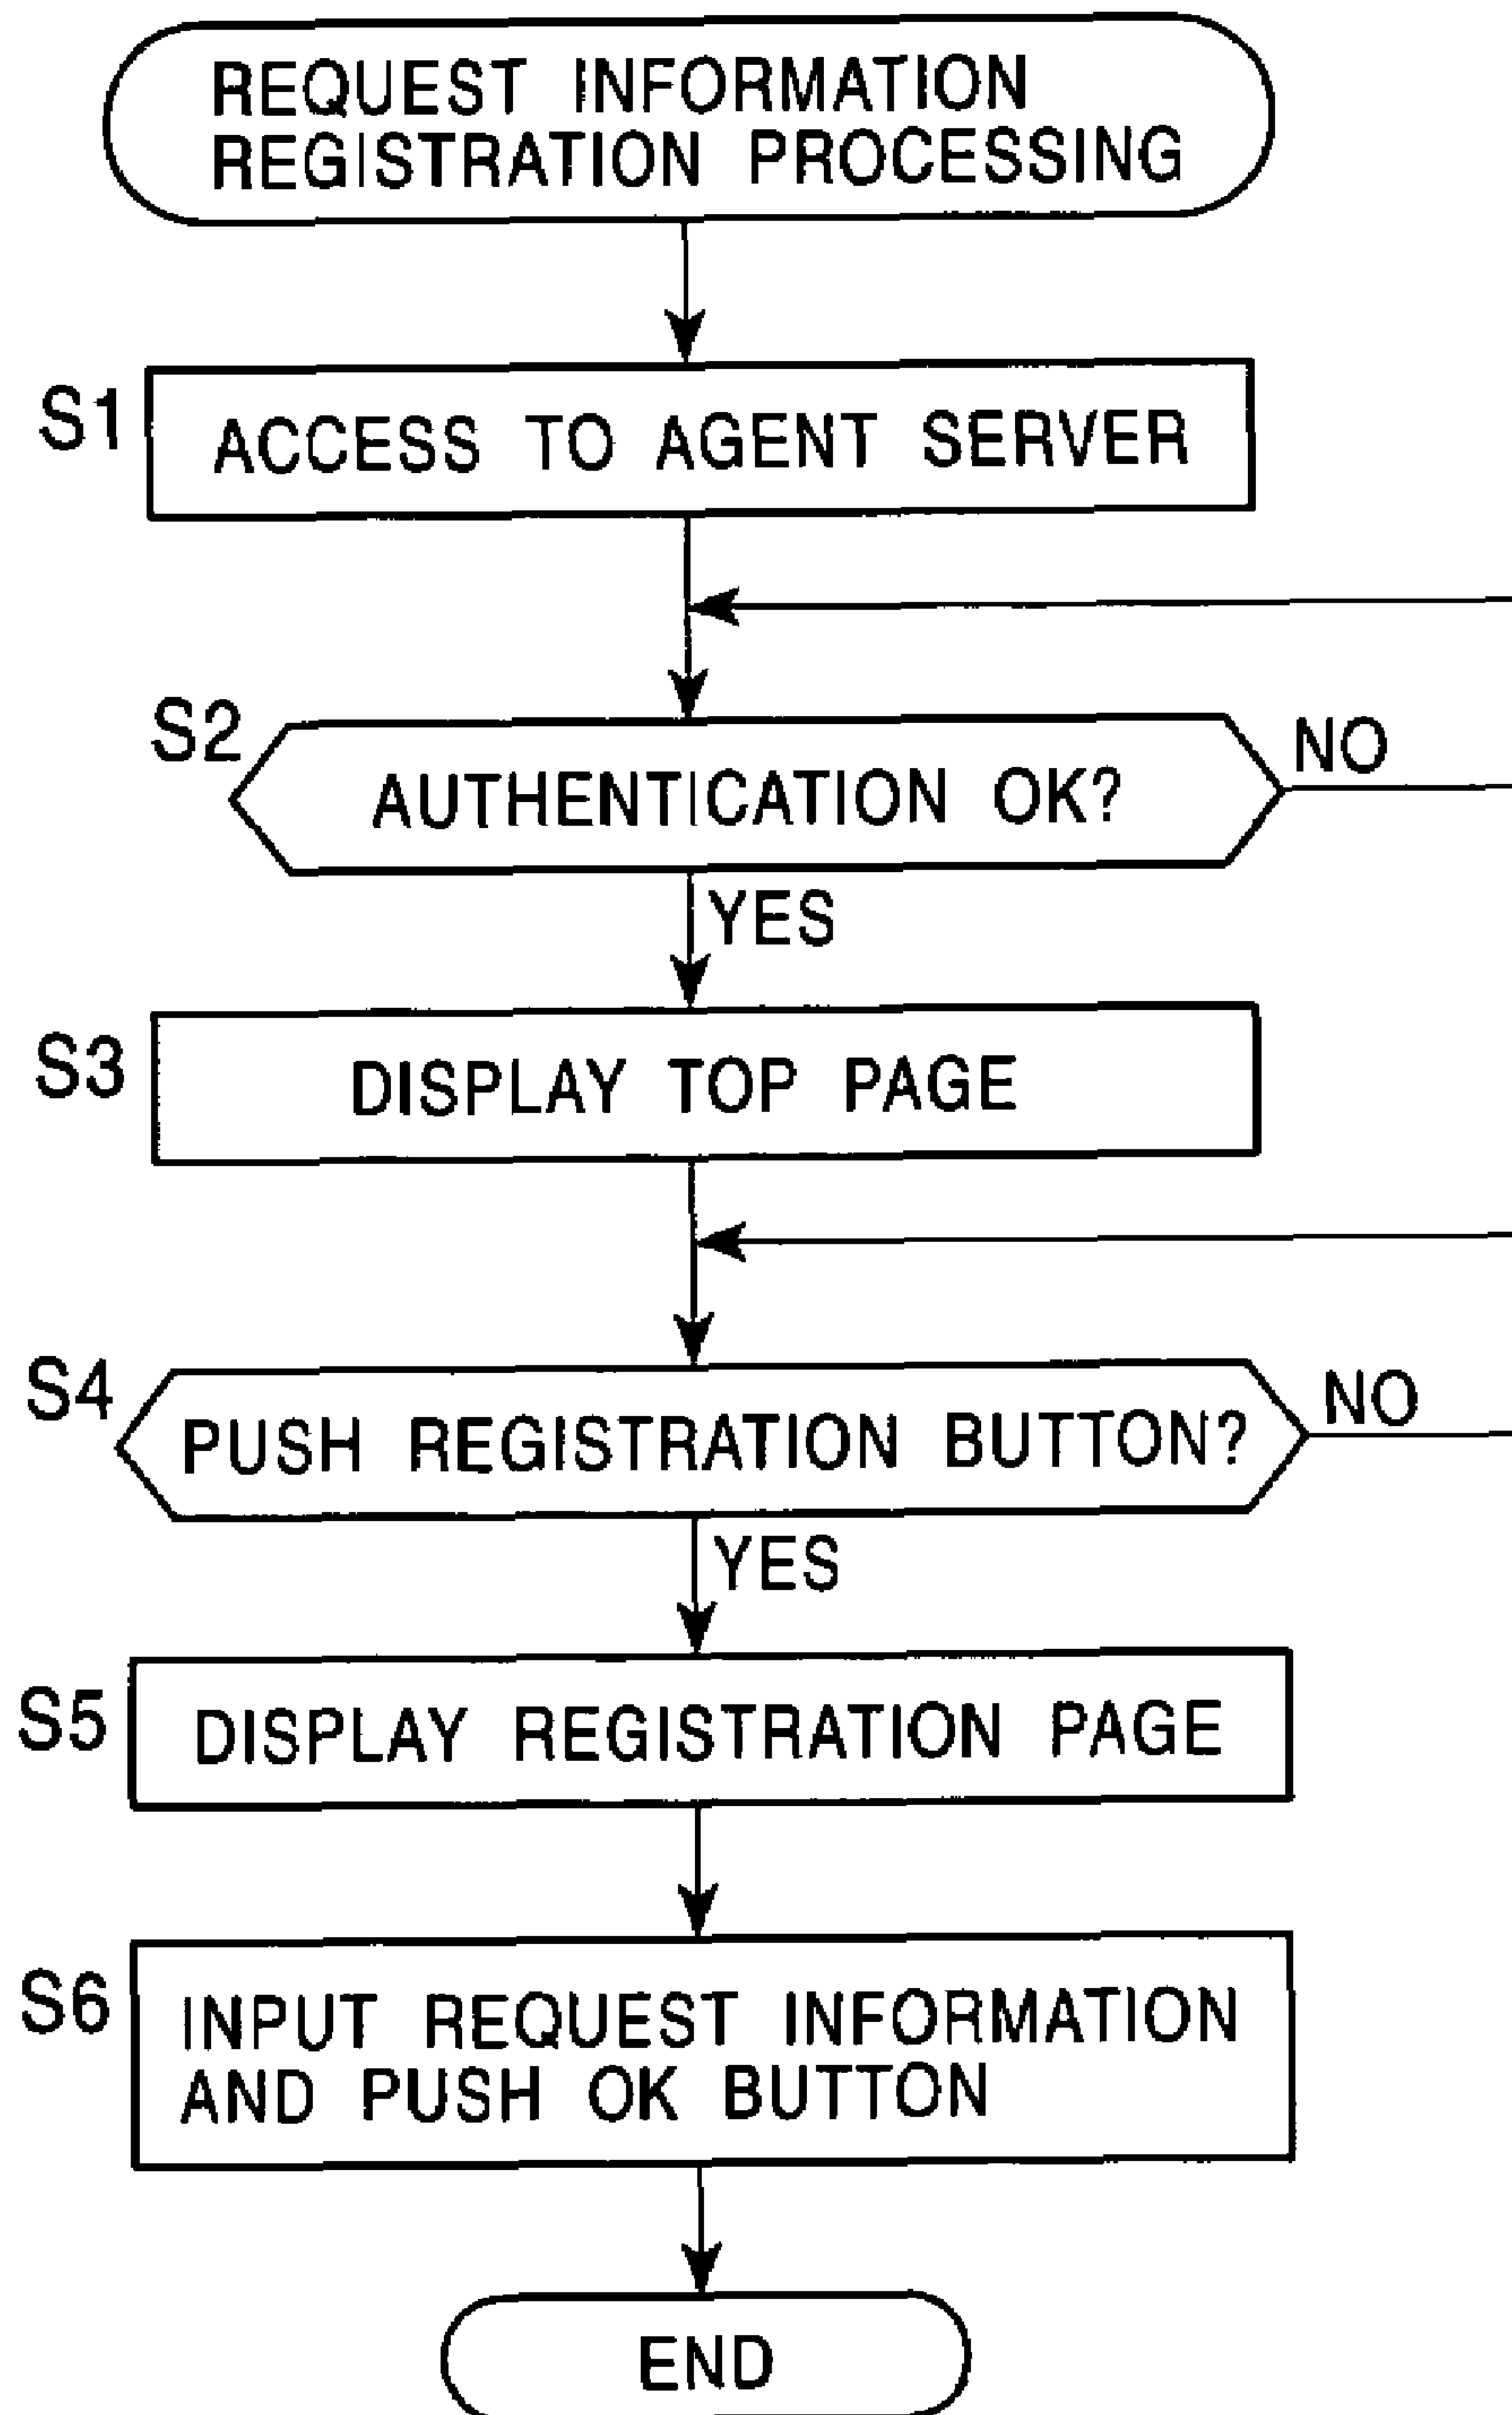 REQUEST INFORMATION
REGISTRATION PROCESSING
S1
ACCESS TO AGENT SERVER
S2
AUTHENTICATION OK?
NO
YES
S3
DISPLAY TOP PAGE
S4
PUSH REGISTRATION BUTTON?
NO
YES
S5
DISPLAY REGISTRATION PAGE
S6
INPUT REQUEST INFORMATION
AND PUSH OK BUTTON
END